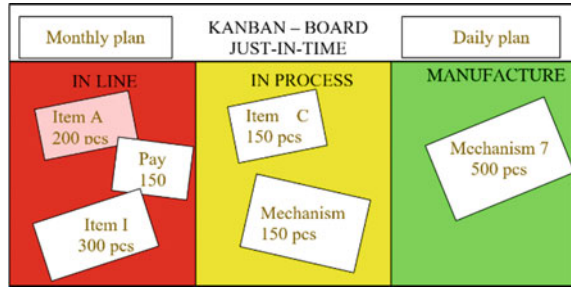 Monthly plan
KANBAN – BOARD
JUST-IN-TIME
Daily plan
IN LINE
IN PROCESS
MANUFACTURE
Item A
200 pcs
Pay
150
Item I
300 pcs
Item C
150 pcs
Mechanism
150 pcs
Mechanism 7
500 pcs